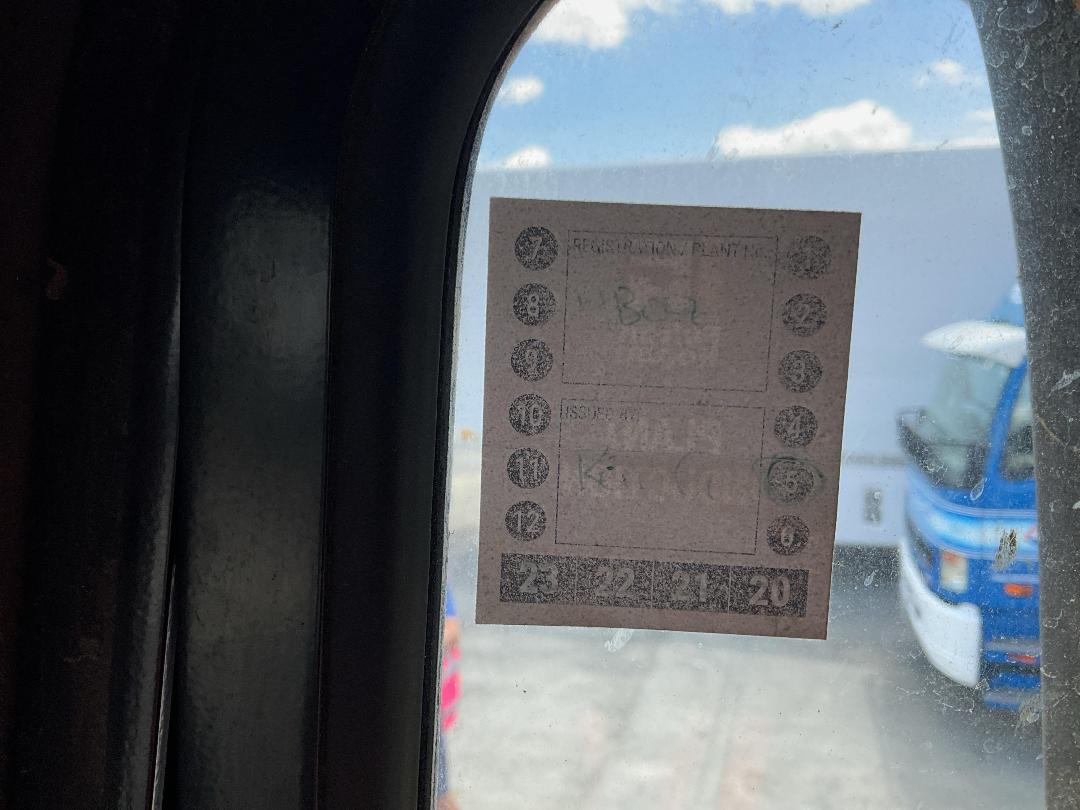 7 REGISTRATION / PLANT NO. 1
8 2
9 3
10 ISSUED BY: 4
11 5
12 6
23 22 21 20